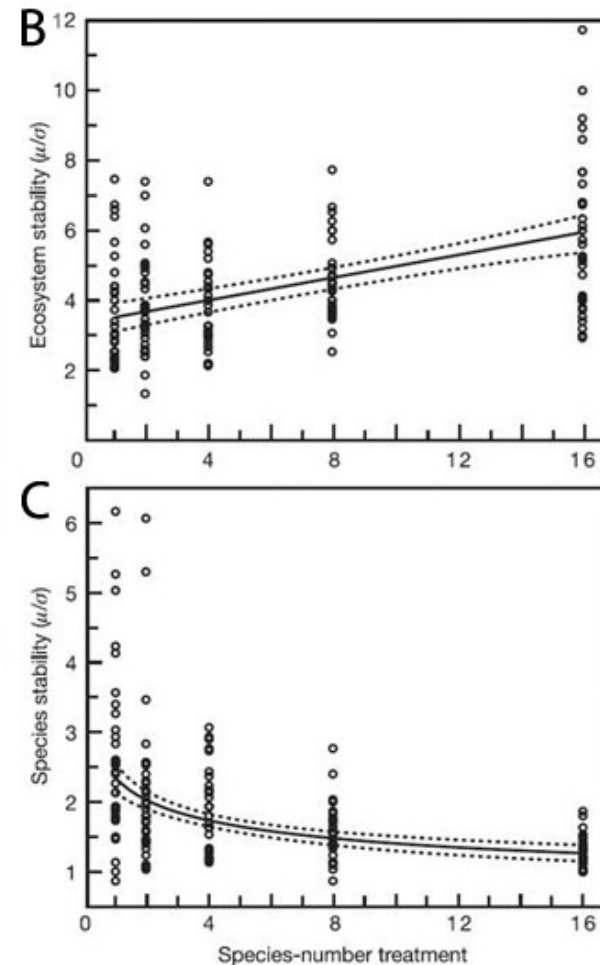 B
Ecosystem stability (μ/σ)
12
10
8
6
4
2
0 4 8 12 16
C
Species stability (μ/σ)
6
5
4
3
2
1
0 4 8 12 16
Species-number treatment